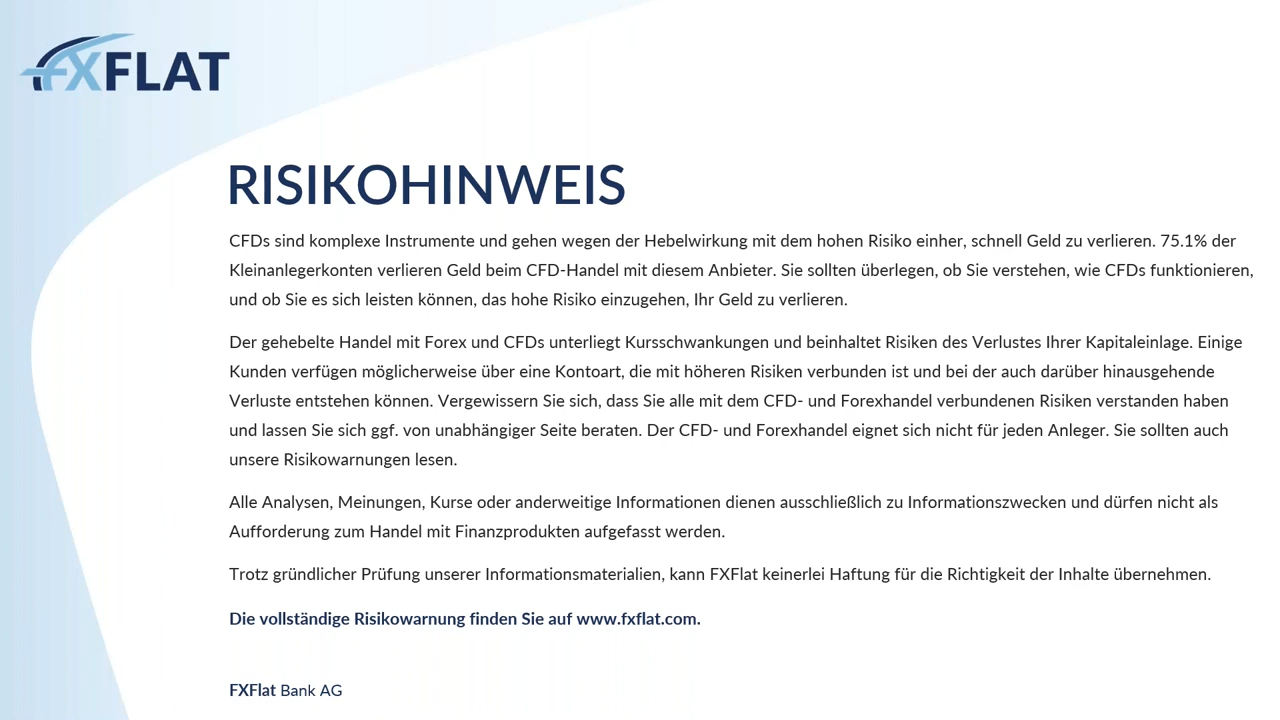 FXFLAT
RISIKOHINWEIS
CFDs sind komplexe Instrumente und gehen wegen der Hebelwirkung mit dem hohen Risiko einher, schnell Geld zu verlieren. 75.1% der
Kleinanlegerkonten verlieren Geld beim CFD-Handel mit diesem Anbieter. Sie sollten überlegen, ob Sie verstehen, wie CFDs funktionieren,
und ob Sie es sich leisten können, das hohe Risiko einzugehen, Ihr Geld zu verlieren.
Der gehebelte Handel mit Forex und CFDs unterliegt Kursschwankungen und beinhaltet Risiken des Verlustes Ihrer Kapitaleinlage. Einige
Kunden verfügen möglicherweise über eine Kontoart, die mit höheren Risiken verbunden ist und bei der auch darüber hinausgehende
Verluste entstehen können. Vergewissern Sie sich, dass Sie alle mit dem CFD- und Forexhandel verbundenen Risiken verstanden haben
und lassen Sie sich ggf. von unabhängiger Seite beraten. Der CFD- und Forexhandel eignet sich nicht für jeden Anleger. Sie sollten auch
unsere Risikowarnungen lesen.
Alle Analysen, Meinungen, Kurse oder anderweitige Informationen dienen ausschließlich zu Informationszwecken und dürfen nicht als
Aufforderung zum Handel mit Finanzprodukten aufgefasst werden.
Trotz gründlicher Prüfung unserer Informationsmaterialien, kann FXFlat keinerlei Haftung für die Richtigkeit der Inhalte übernehmen.
Die vollständige Risikowarnung finden Sie auf www.fxflat.com.
FXFlat Bank AG